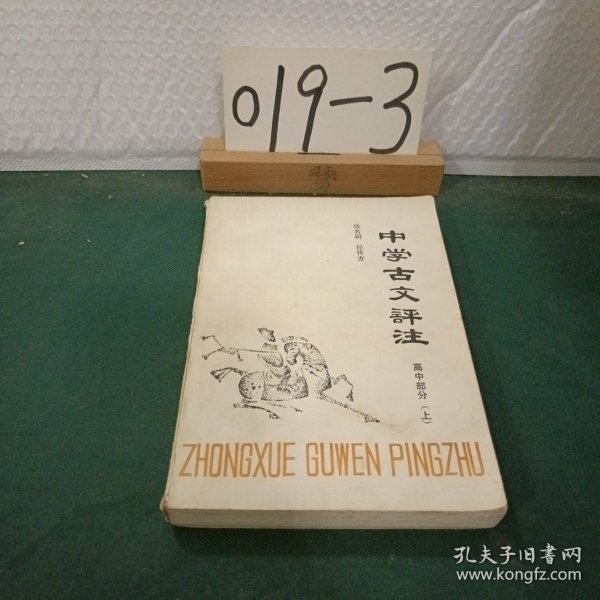 019-3
中学古文評注
高中部分（上）
ZHONGXUE GUWEN PINGZHU
孔夫子旧书网
www.kongfz.com